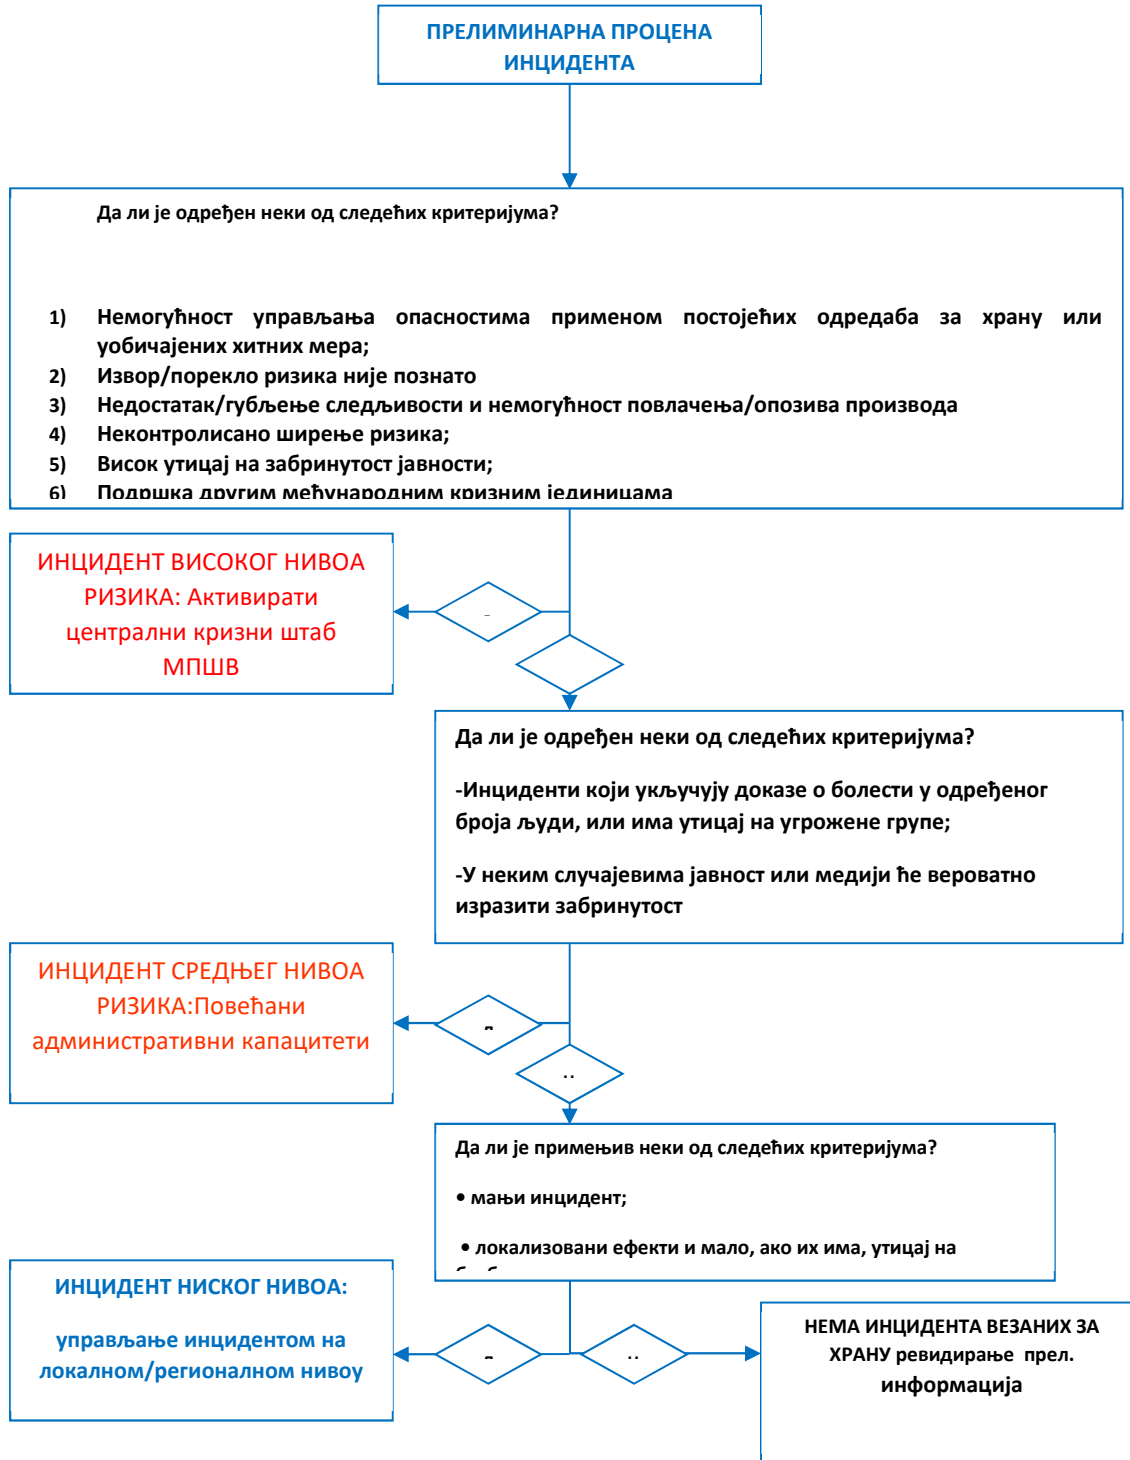 ПРЕЛИМИНАРНА ПРОЦЕНА
ИНЦИДЕНТА
Да ли је одређен неки од следећих критеријума?
1) Немогућност управљања опасностима применом постојећих одредаба за храну или
уобичајених хитних мера;
2) Извор/порекло ризика није познато
3) Недостатак/губљење следљивости и немогућност повлачења/опозива производа
4) Неконтролисано ширење ризика;
5) Висок утицај на забринутост јавности;
6) Подршка другим међународним кризним јединицама
ИНЦИДЕНТ ВИСОКОГ НИВОА
РИЗИКА: Активирати
централни кризни штаб
МПШВ
Да ли је одређен неки од следећих критеријума?
-Инциденти који укључују доказе о болести у одређеног
броја људи, или има утицај на угрожене групе;
-У неким случајевима јавност или медији ће вероватно
изразити забринутост
ИНЦИДЕНТ СРЕДЊЕГ НИВОА
РИЗИКА:Повећани
административни капацитети
Да ли је примењив неки од следећих критеријума?
• мањи инцидент;
• локализовани ефекти и мало, ако их има, утицај на
ИНЦИДЕНТ НИСКОГ НИВОА:
управљање инцидентом на
локалном/регионалном нивоу
НЕМА ИНЦИДЕНТА ВЕЗАНИХ ЗА
ХРАНУ ревидирање прел.
информација